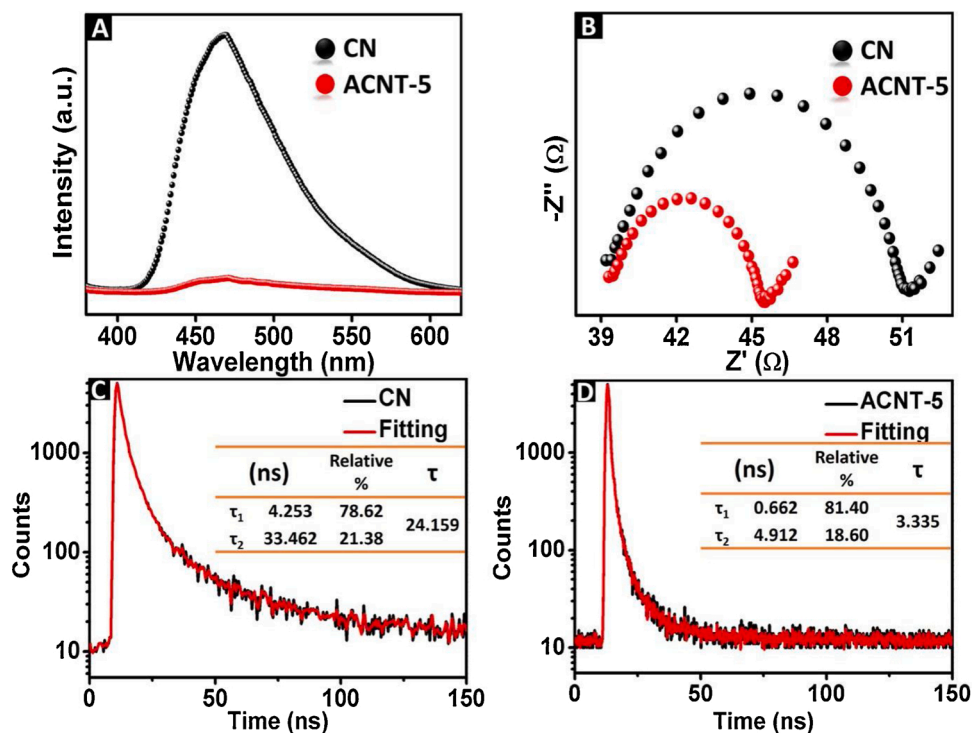 A
CN
ACNT-5
Intensity (a.u.)
400 450 500 550 600
Wavelength (nm)
B
CN
ACNT-5
-Z'' (Ω)
39 42 45 48 51
Z' (Ω)
C
CN
Fitting
(ns) Relative % τ
τ1 4.253 78.62
24.159
τ2 33.462 21.38
Counts
1000
100
10
0 50 100 150
Time (ns)
D
ACNT-5
Fitting
(ns) Relative % τ
τ1 0.662 81.40
3.335
τ2 4.912 18.60
Counts
1000
100
10
0 50 100 150
Time (ns)